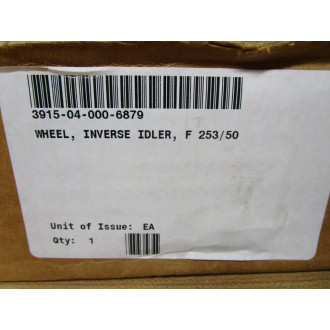 3915-04-000-6879
WHEEL, INVERSE IDLER, F 253/50
Unit of Issue: EA
Qty: 1